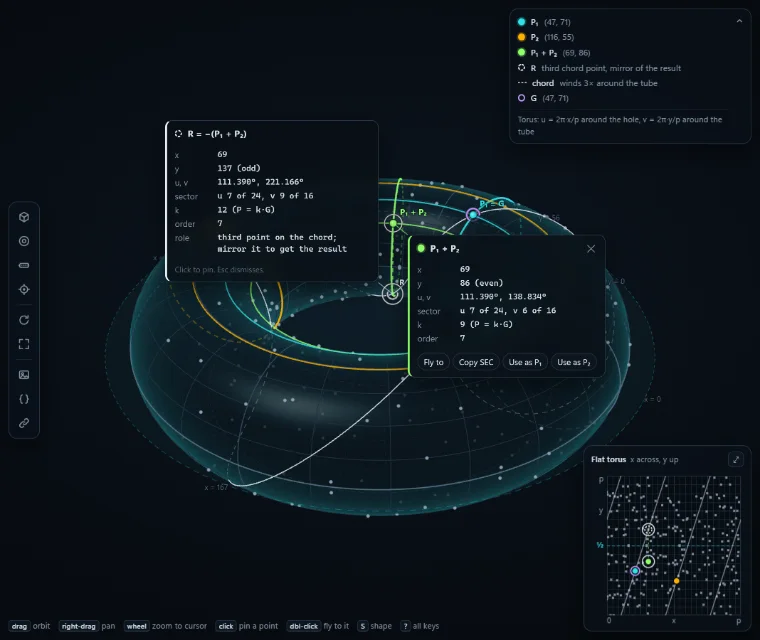 P₁ (47, 71)
P₂ (116, 55)
P₁ + P₂ (69, 86)
R third chord point, mirror of the result
chord winds 3× around the tube
G (47, 71)
Torus: u = 2π·x/p around the hole, v = 2π·y/p around the
tube
R = −(P₁ + P₂)
x 69
y 137 (odd)
u, v 111.390°, 221.166°
sector u 7 of 24, v 9 of 16
k 12 (P = k·G)
order 7
role third point on the chord;
mirror it to get the result
Click to pin. Esc dismisses.
P₁ + P₂
P₁ = G
R
P₁ + P₂
x 69
y 86 (even)
u, v 111.390°, 138.834°
sector u 7 of 24, v 6 of 16
k 9 (P = k·G)
order 7
Fly to
Copy SEC
Use as P₁
Use as P₂
x = 0
x = 167
Flat torus x across, y up
p
y
½
0 x p
drag orbit right-drag pan wheel zoom to cursor click pin a point dbl-click fly to it S shape ? all keys